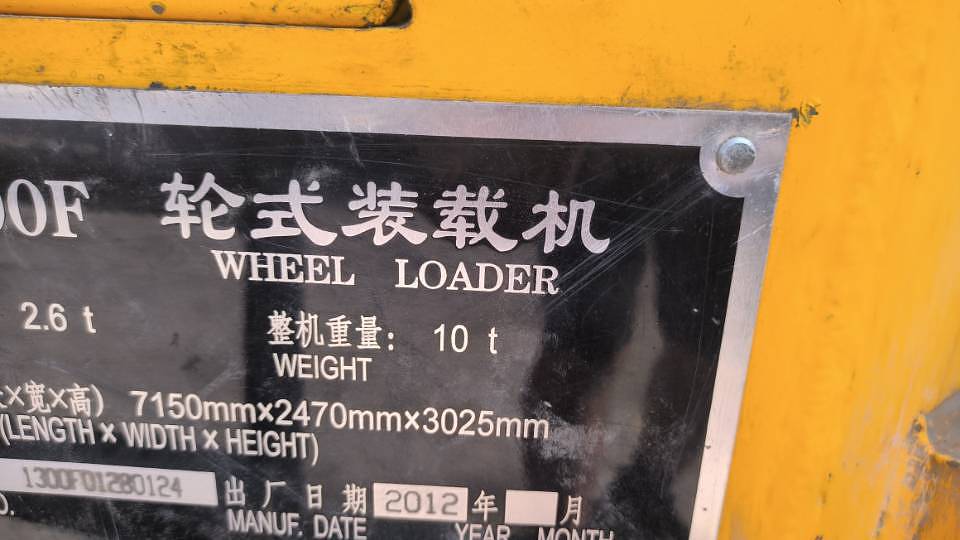 00F 轮式装载机
WHEEL LOADER
2.6 t 整机重量: 10 t
WEIGHT
×宽×高) 7150mm×2470mm×3025mm
(LENGTH × WIDTH × HEIGHT)
1300F01280124 出厂日期 2012 年 月
O. MANUF. DATE YEAR MONTH